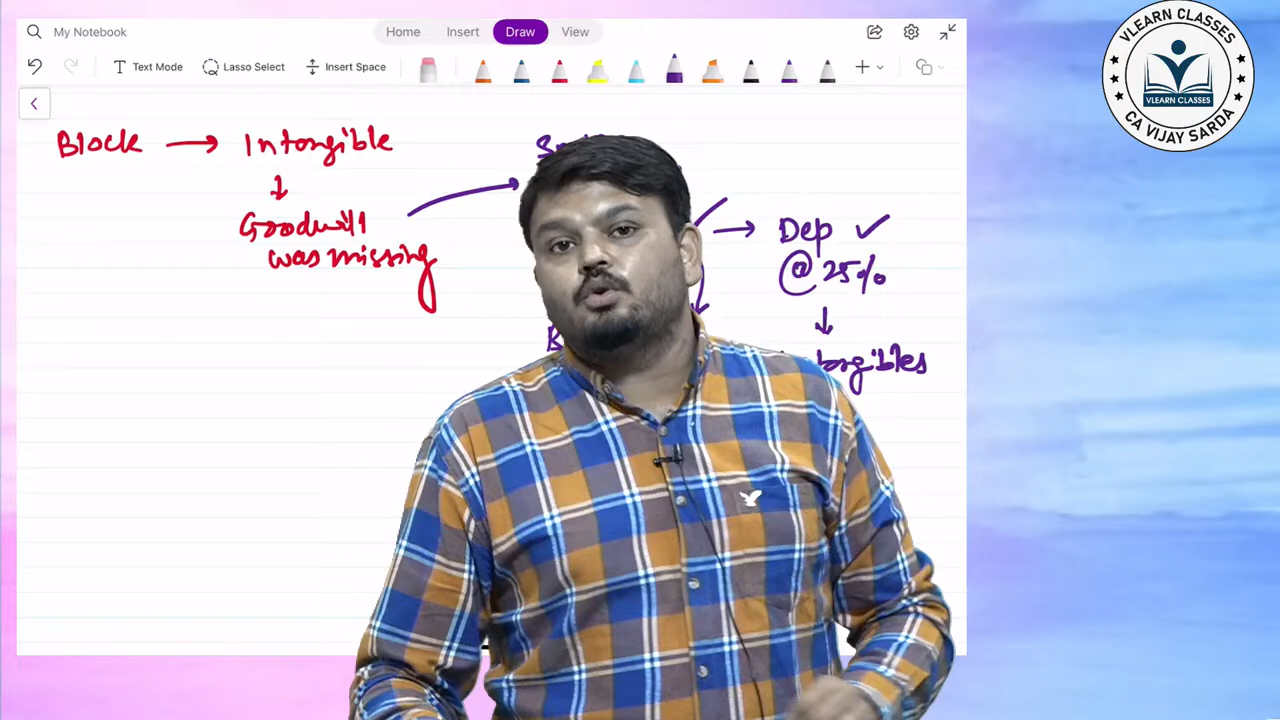 My Notebook
Home Insert Draw View
Text Mode Lasso Select Insert Space
Block → Intangible
↓
Goodwill
was missing
→ Dep ✓
@ 25%
↓
VLEARN CLASSES
VLEARN CLASSES
CA VIJAY SARDA